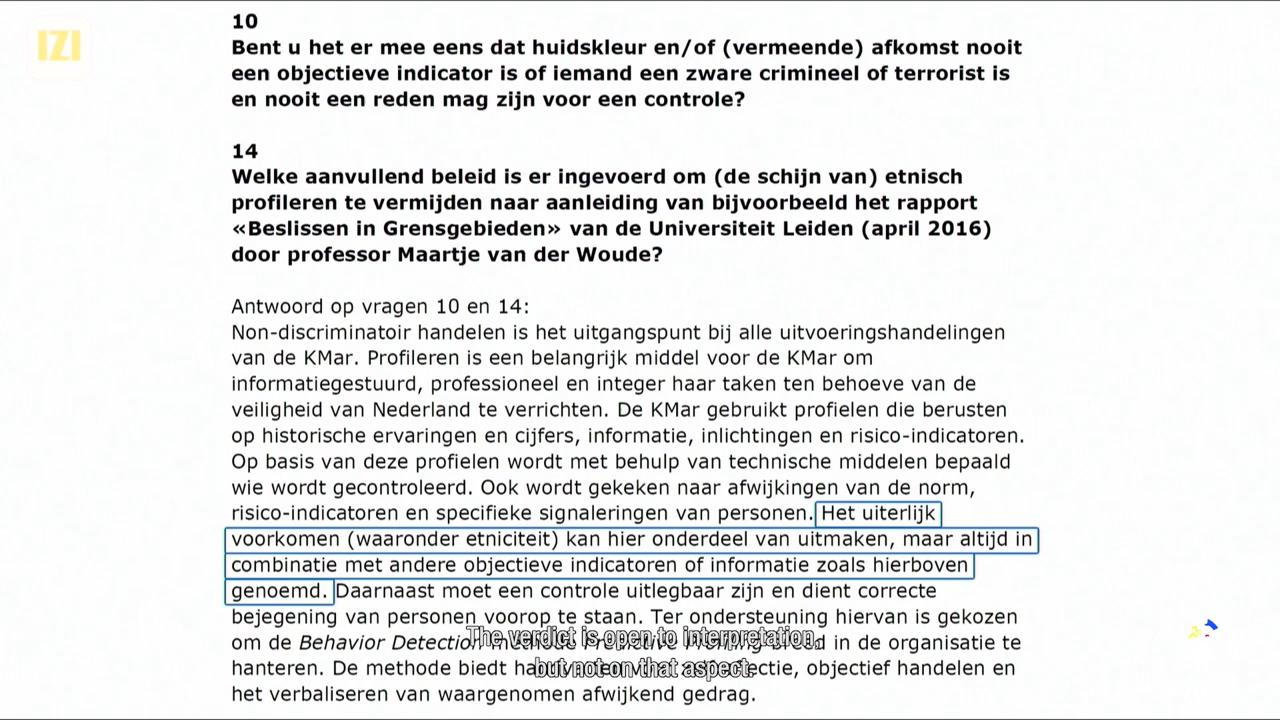 IZI
10
Bent u het er mee eens dat huidskleur en/of (vermeende) afkomst nooit
een objectieve indicator is of iemand een zware crimineel of terrorist is
en nooit een reden mag zijn voor een controle?
14
Welke aanvullend beleid is er ingevoerd om (de schijn van) etnisch
profileren te vermijden naar aanleiding van bijvoorbeeld het rapport
«Beslissen in Grensgebieden» van de Universiteit Leiden (april 2016)
door professor Maartje van der Woude?
Antwoord op vragen 10 en 14:
Non-discriminatoir handelen is het uitgangspunt bij alle uitvoeringshandelingen
van de KMar. Profileren is een belangrijk middel voor de KMar om
informatiegestuurd, professioneel en integer haar taken ten behoeve van de
veiligheid van Nederland te verrichten. De KMar gebruikt profielen die berusten
op historische ervaringen en cijfers, informatie, inlichtingen en risico-indicatoren.
Op basis van deze profielen wordt met behulp van technische middelen bepaald
wie wordt gecontroleerd. Ook wordt gekeken naar afwijkingen van de norm,
risico-indicatoren en specifieke signaleringen van personen. Het uiterlijk
voorkomen (waaronder etniciteit) kan hier onderdeel van uitmaken, maar altijd in
combinatie met andere objectieve indicatoren of informatie zoals hierboven
genoemd. Daarnaast moet een controle uitlegbaar zijn en dient correcte
bejegening van personen voorop te staan. Ter ondersteuning hiervan is gekozen
om de Behavior Detection in de organisatie te
hanteren. De methode biedt objectief handelen en
het verbaliseren van waargenomen afwijkend gedrag.
The verdict is open to interpretation,
but not on that aspect.